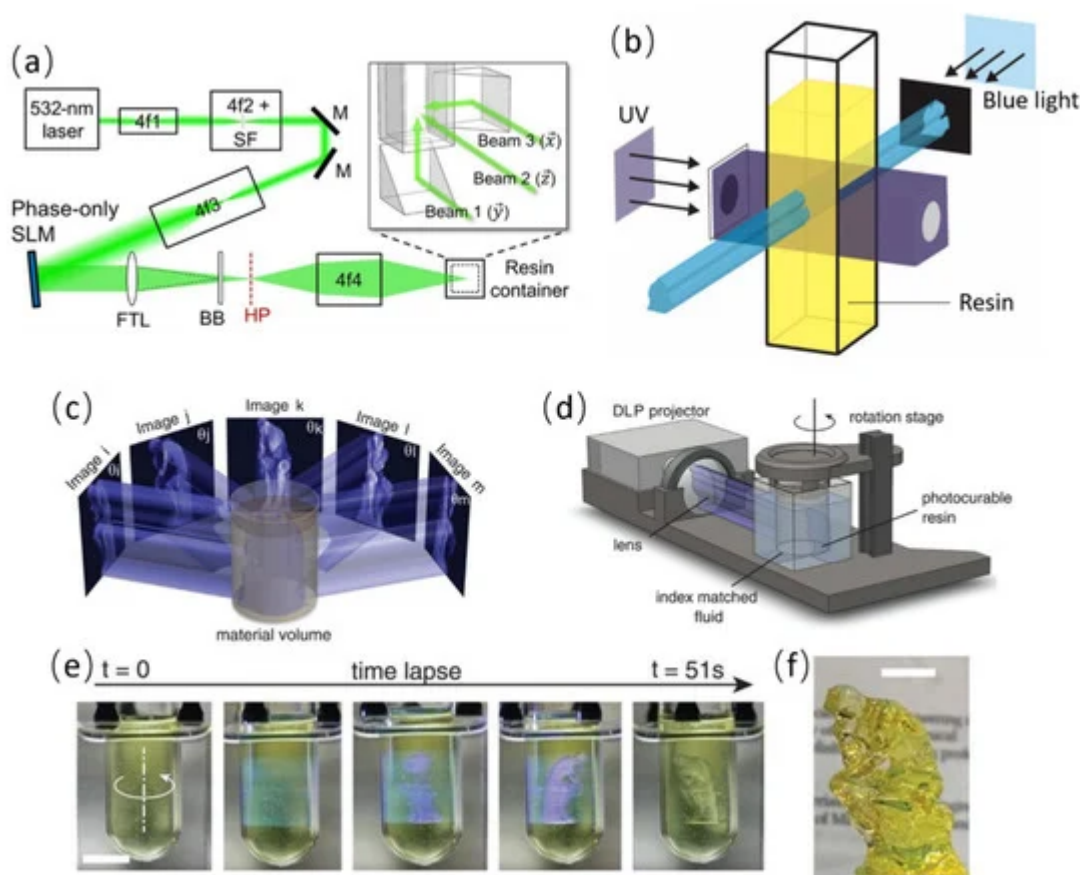 (a)
532-nm
laser
4f1
4f2 +
SF
M
M
Beam 3 (x⃗)
Beam 2 (z⃗)
Beam 1 (y⃗)
4f3
Phase-only
SLM
FTL
BB
HP
4f4
Resin
container
(b)
UV
Blue light
Resin
(c)
Image i
Image j
Image k
Image l
Image m
θi
θj
θk
θl
θm
material volume
(d)
DLP projector
rotation stage
photocurable
resin
lens
index matched
fluid
(e)
t = 0
time lapse
t = 51s
(f)